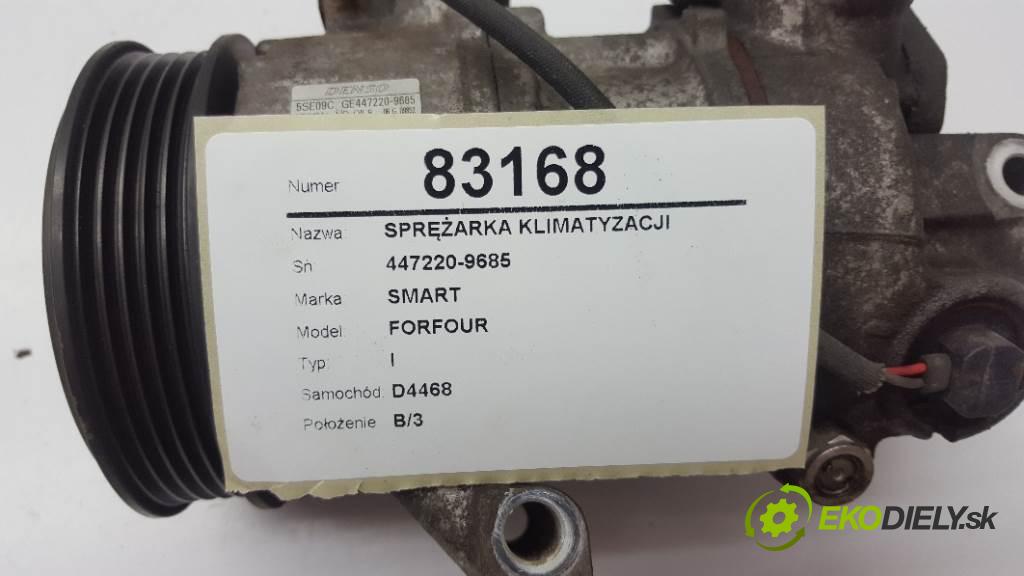 DENSO
5SE09C GE447220-9685
Numer 83168
Nazwa SPRĘŻARKA KLIMATYZACJI
Sn 447220-9685
Marka SMART
Model: FORFOUR
Typ: I
Samochód: D4468
Położenie B/3
EKODIELY.sk